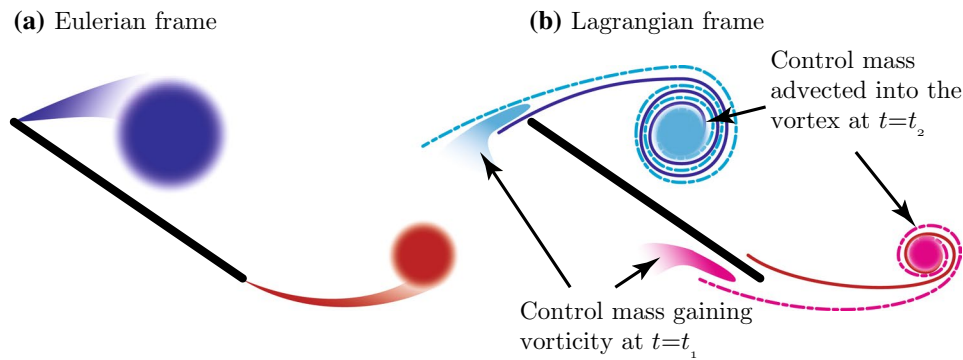 (a) Eulerian frame
(b) Lagrangian frame
Control mass
advected into the
vortex at t=t₂
Control mass gaining
vorticity at t=t₁